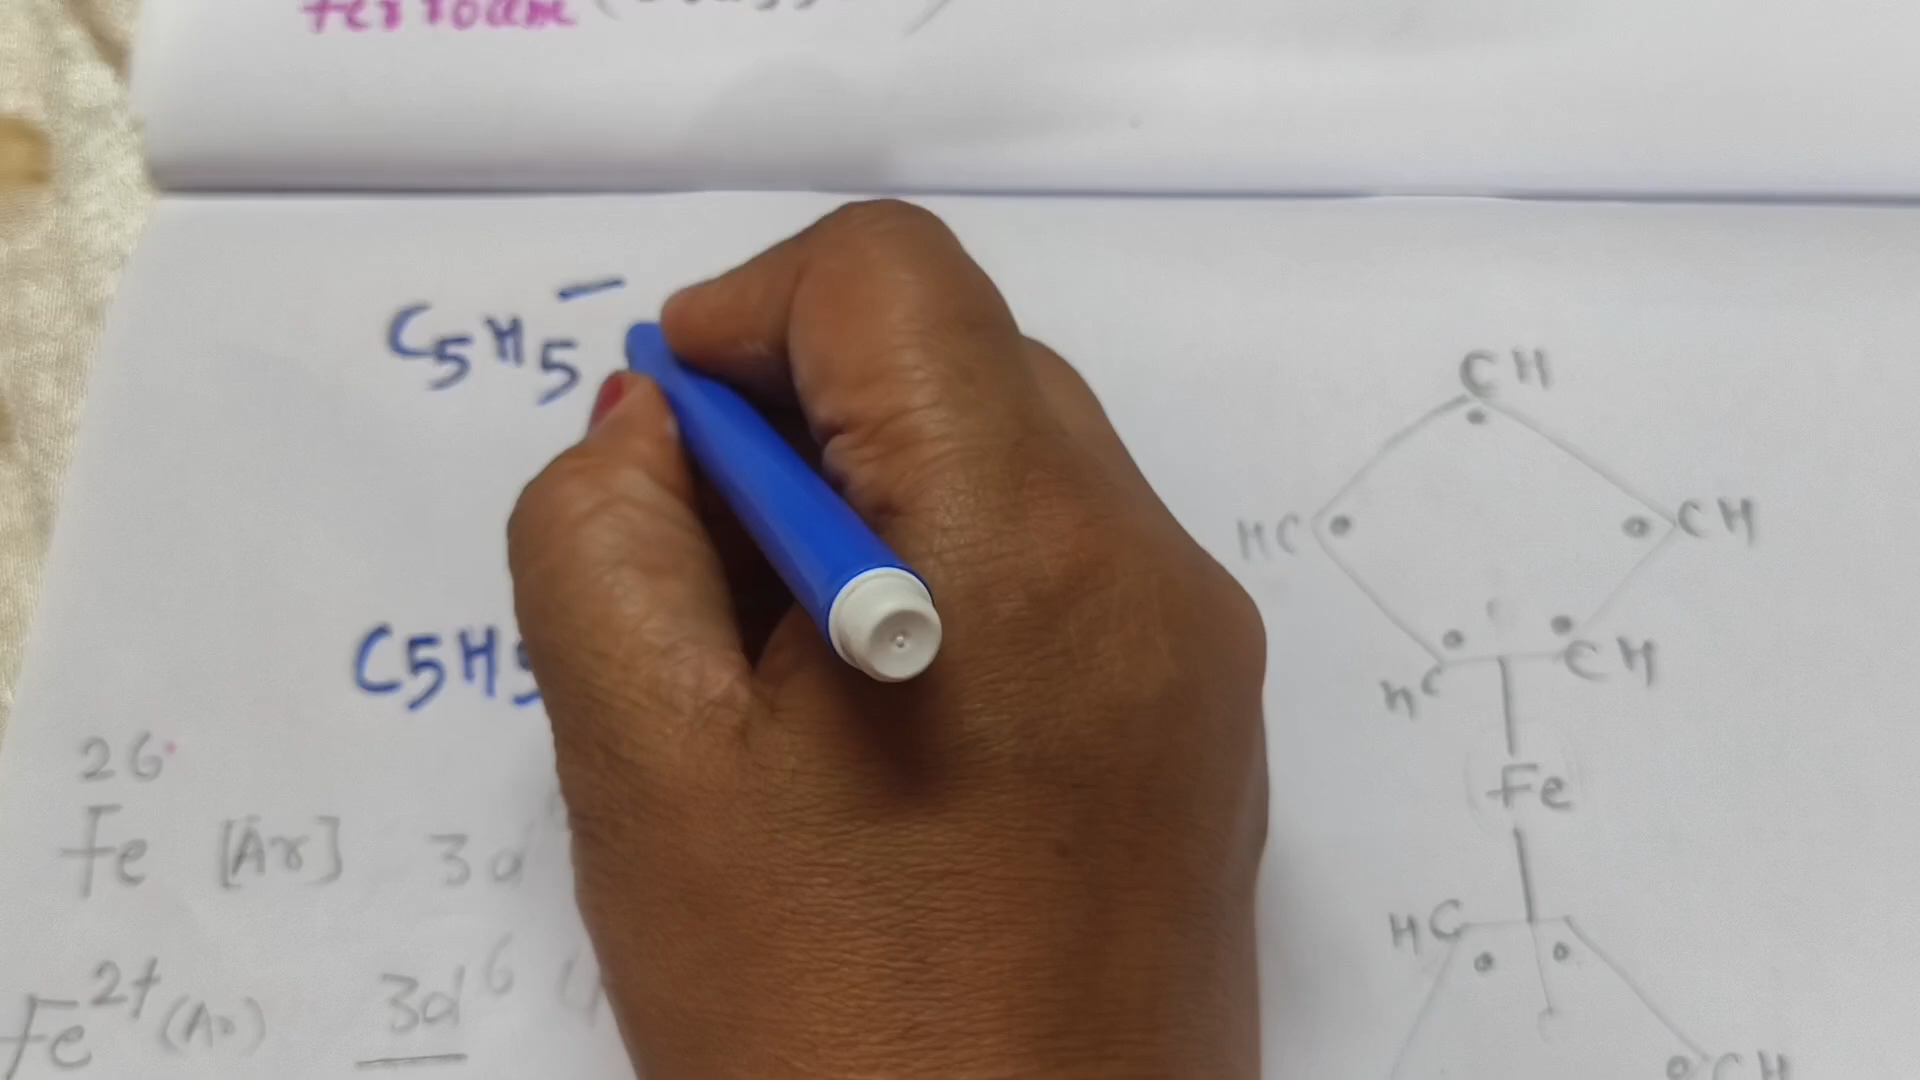 C5H5⁻
CH
HC CH
HC CH
C5H5
26
Fe
Fe [Ar] 3d
HC
Fe²⁺ (Ar) 3d⁶
CH